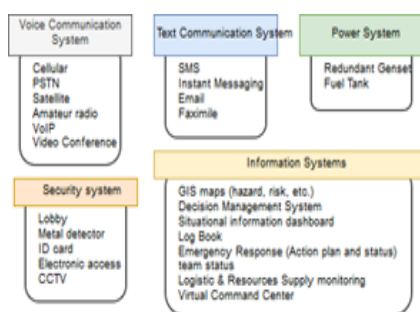 Voice Communication
System
Cellular
PSTN
Satellite
Amateur radio
VoIP
Video Conference
Text Communication System
SMS
Instant Messaging
Email
Faximile
Power System
Redundant Genset
Fuel Tank
Security system
Lobby
Metal detector
ID card
Electronic access
CCTV
Information Systems
GIS maps (hazard, risk, etc.)
Decision Management System
Situational information dashboard
Log Book
Emergency Response (Action plan and status)
team status
Logistic & Resources Supply monitoring
Virtual Command Center